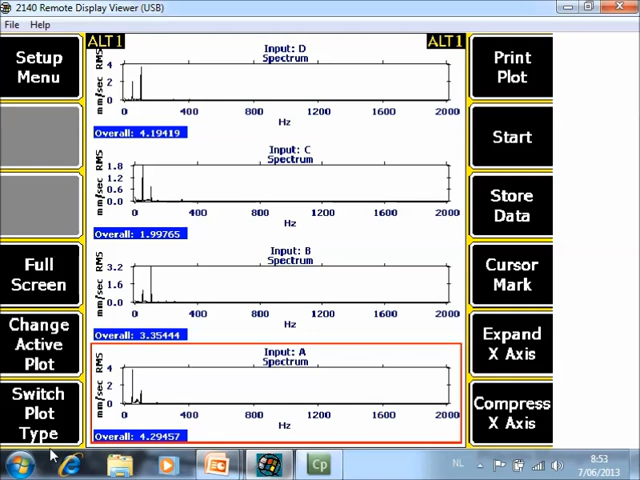 2140 Remote Display Viewer (USB)
File Help
Setup
Menu
Full
Screen
Change
Active
Plot
Switch
Plot
Type
ALT1
ALT1
Input: D
Spectrum
mm/sec RMS
4
2
0
0 400 800 1200 1600 2000
Hz
Overall: 4.19419
Input: C
Spectrum
mm/sec RMS
1.8
1.2
0.6
0.0
0 400 800 1200 1600 2000
Hz
Overall: 1.99765
Input: B
Spectrum
mm/sec RMS
3.2
1.6
0.0
0 400 800 1200 1600 2000
Hz
Overall: 3.35444
Input: A
Spectrum
mm/sec RMS
4
2
0
0 400 800 1200 1600 2000
Hz
Overall: 4.29457
Print
Plot
Start
Store
Data
Cursor
Mark
Expand
X Axis
Compress
X Axis
Cp
NL
8:53
7/06/2013